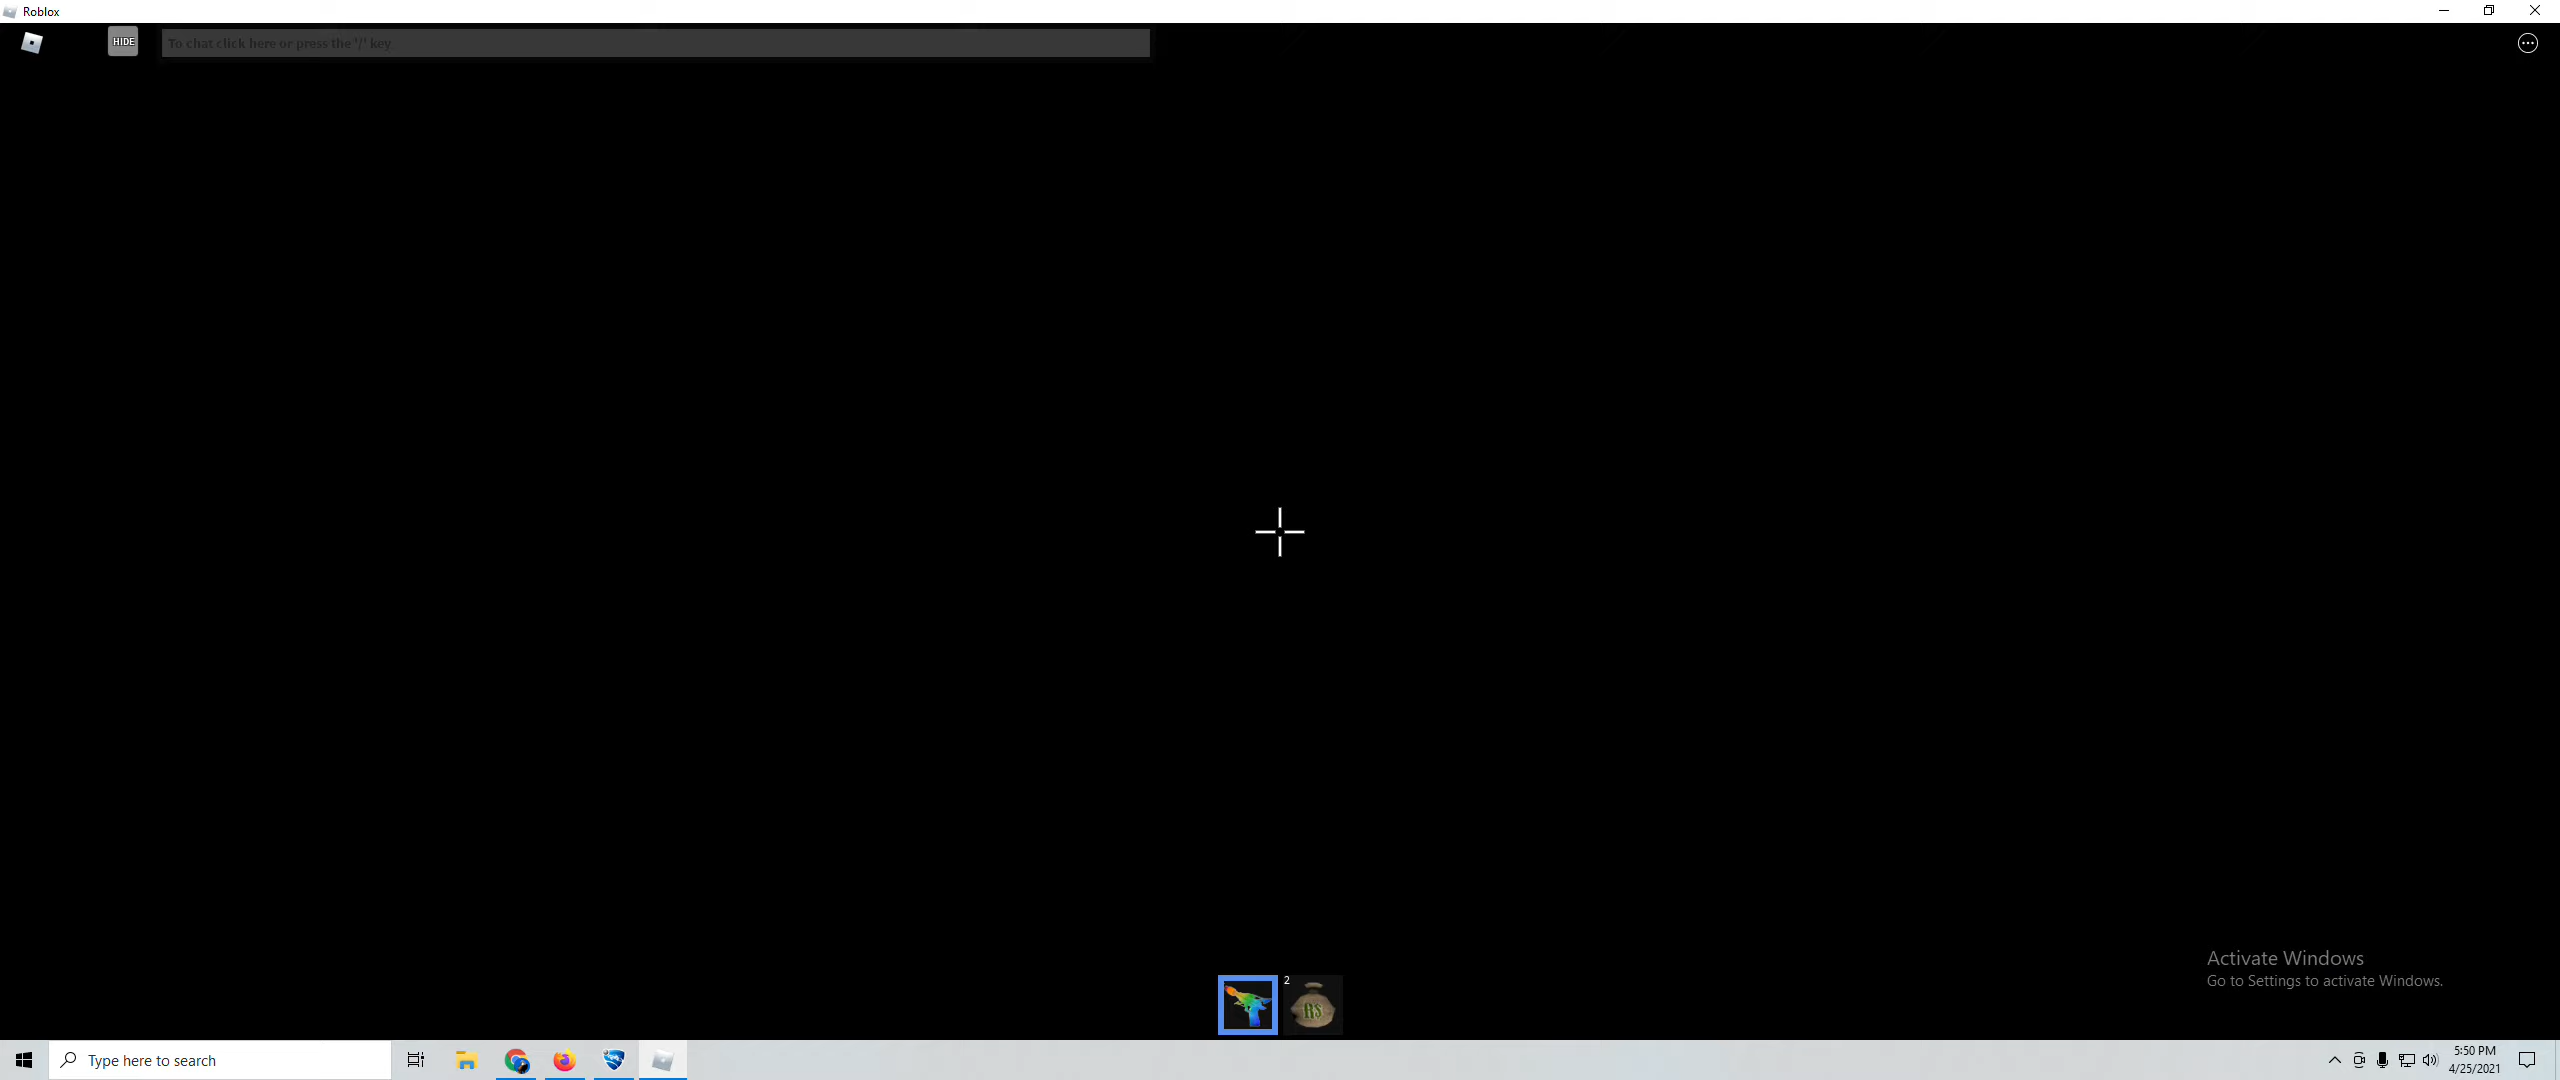 Roblox
HIDE
To chat click here or press the '/' key
2
R$
Activate Windows
Go to Settings to activate Windows.
Type here to search
5:50 PM
4/25/2021